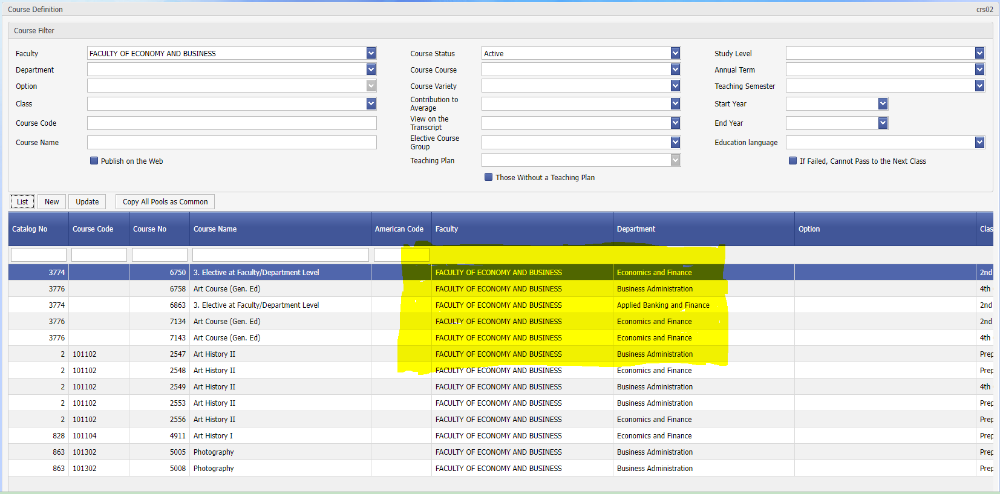 Course Definition crs02
Course Filter
Faculty FACULTY OF ECONOMY AND BUSINESS Course Status Active Study Level
Department Course Course Annual Term
Option Course Variety Teaching Semester
Class Contribution to Average Start Year
Course Code View on the Transcript End Year
Course Name Elective Course Group Education language
Publish on the Web Teaching Plan If Failed, Cannot Pass to the Next Class
Those Without a Teaching Plan
List New Update Copy All Pools as Common
Catalog No Course Code Course No Course Name American Code Faculty Department Option Clas
3774 6750 3. Elective at Faculty/Department Level FACULTY OF ECONOMY AND BUSINESS Economics and Finance 2nd
3776 6758 Art Course (Gen. Ed) FACULTY OF ECONOMY AND BUSINESS Business Administration 4th
3774 6863 3. Elective at Faculty/Department Level FACULTY OF ECONOMY AND BUSINESS Applied Banking and Finance 2nd
3776 7134 Art Course (Gen. Ed) FACULTY OF ECONOMY AND BUSINESS Economics and Finance 2nd
3776 7143 Art Course (Gen. Ed) FACULTY OF ECONOMY AND BUSINESS Economics and Finance 4th
2 101102 2547 Art History II FACULTY OF ECONOMY AND BUSINESS Business Administration Prep
2 101102 2548 Art History II FACULTY OF ECONOMY AND BUSINESS Economics and Finance Prep
2 101102 2549 Art History II FACULTY OF ECONOMY AND BUSINESS Business Administration 4th
2 101102 2553 Art History II FACULTY OF ECONOMY AND BUSINESS Business Administration Prep
2 101102 2556 Art History II FACULTY OF ECONOMY AND BUSINESS Economics and Finance Prep
828 101104 4911 Art History I FACULTY OF ECONOMY AND BUSINESS Economics and Finance Prep
863 101302 5005 Photography FACULTY OF ECONOMY AND BUSINESS Business Administration Prep
863 101302 5008 Photography FACULTY OF ECONOMY AND BUSINESS Business Administration Prep